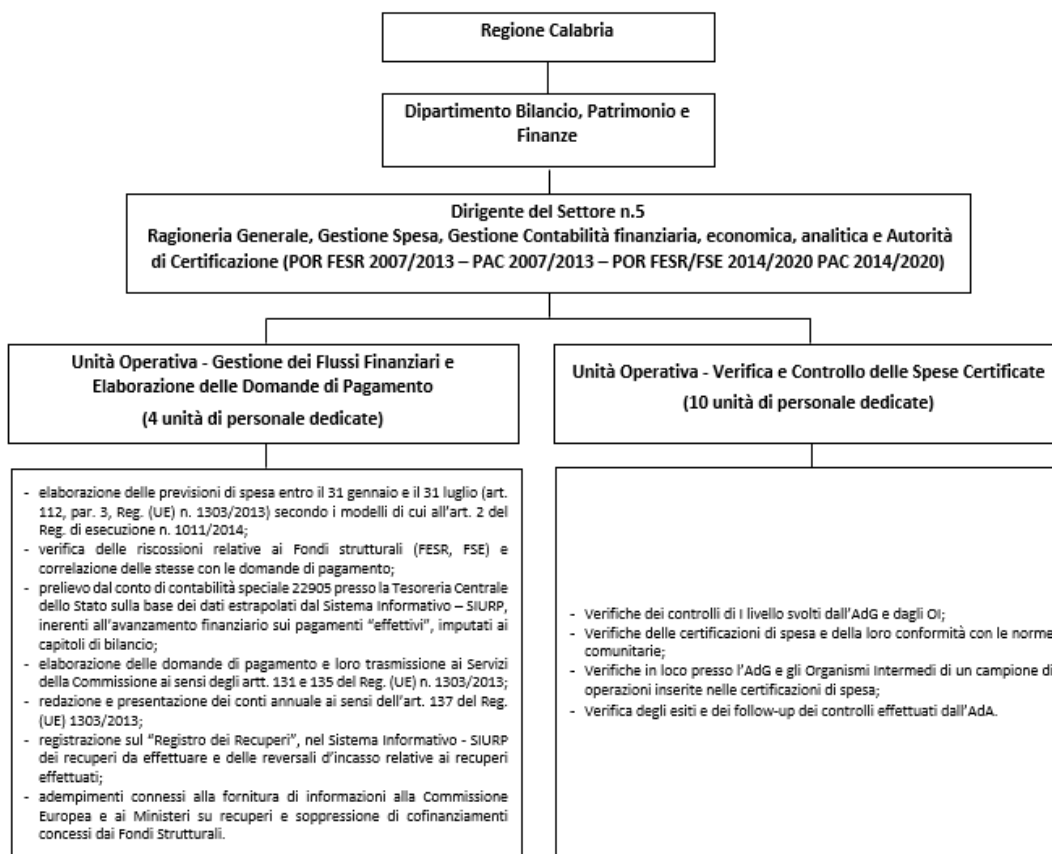 Regione Calabria
Dipartimento Bilancio, Patrimonio e
Finanze
Dirigente del Settore n.5
Ragioneria Generale, Gestione Spesa, Gestione Contabilità finanziaria, economica, analitica e Autorità
di Certificazione (POR FESR 2007/2013 – PAC 2007/2013 – POR FESR/FSE 2014/2020 PAC 2014/2020)
Unità Operativa - Gestione dei Flussi Finanziari e
Elaborazione delle Domande di Pagamento
(4 unità di personale dedicate)
Unità Operativa - Verifica e Controllo delle Spese Certificate
(10 unità di personale dedicate)
- elaborazione delle previsioni di spesa entro il 31 gennaio e il 31 luglio (art.
112, par. 3, Reg. (UE) n. 1303/2013) secondo i modelli di cui all'art. 2 del
Reg. di esecuzione n. 1011/2014;
- verifica delle riscossioni relative ai Fondi strutturali (FESR, FSE) e
correlazione delle stesse con le domande di pagamento;
- prelievo dal conto di contabilità speciale 22905 presso la Tesoreria Centrale
dello Stato sulla base dei dati estrapolati dal Sistema Informativo – SIURP,
inerenti all'avanzamento finanziario sui pagamenti "effettivi", imputati ai
capitoli di bilancio;
- elaborazione delle domande di pagamento e loro trasmissione ai Servizi
della Commissione ai sensi degli artt. 131 e 135 del Reg. (UE) n. 1303/2013;
- redazione e presentazione dei conti annuale ai sensi dell'art. 137 del Reg.
(UE) 1303/2013;
- registrazione sul "Registro dei Recuperi", nel Sistema Informativo - SIURP
dei recuperi da effettuare e delle reversali d'incasso relative ai recuperi
effettuati;
- adempimenti connessi alla fornitura di informazioni alla Commissione
Europea e ai Ministeri su recuperi e soppressione di cofinanziamenti
concessi dai Fondi Strutturali.
- Verifiche dei controlli di I livello svolti dall'AdG e dagli OI;
- Verifiche delle certificazioni di spesa e della loro conformità con le norme
comunitarie;
- Verifiche in loco presso l'AdG e gli Organismi Intermedi di un campione di
operazioni inserite nelle certificazioni di spesa;
- Verifica degli esiti e dei follow-up dei controlli effettuati dall'AdA.